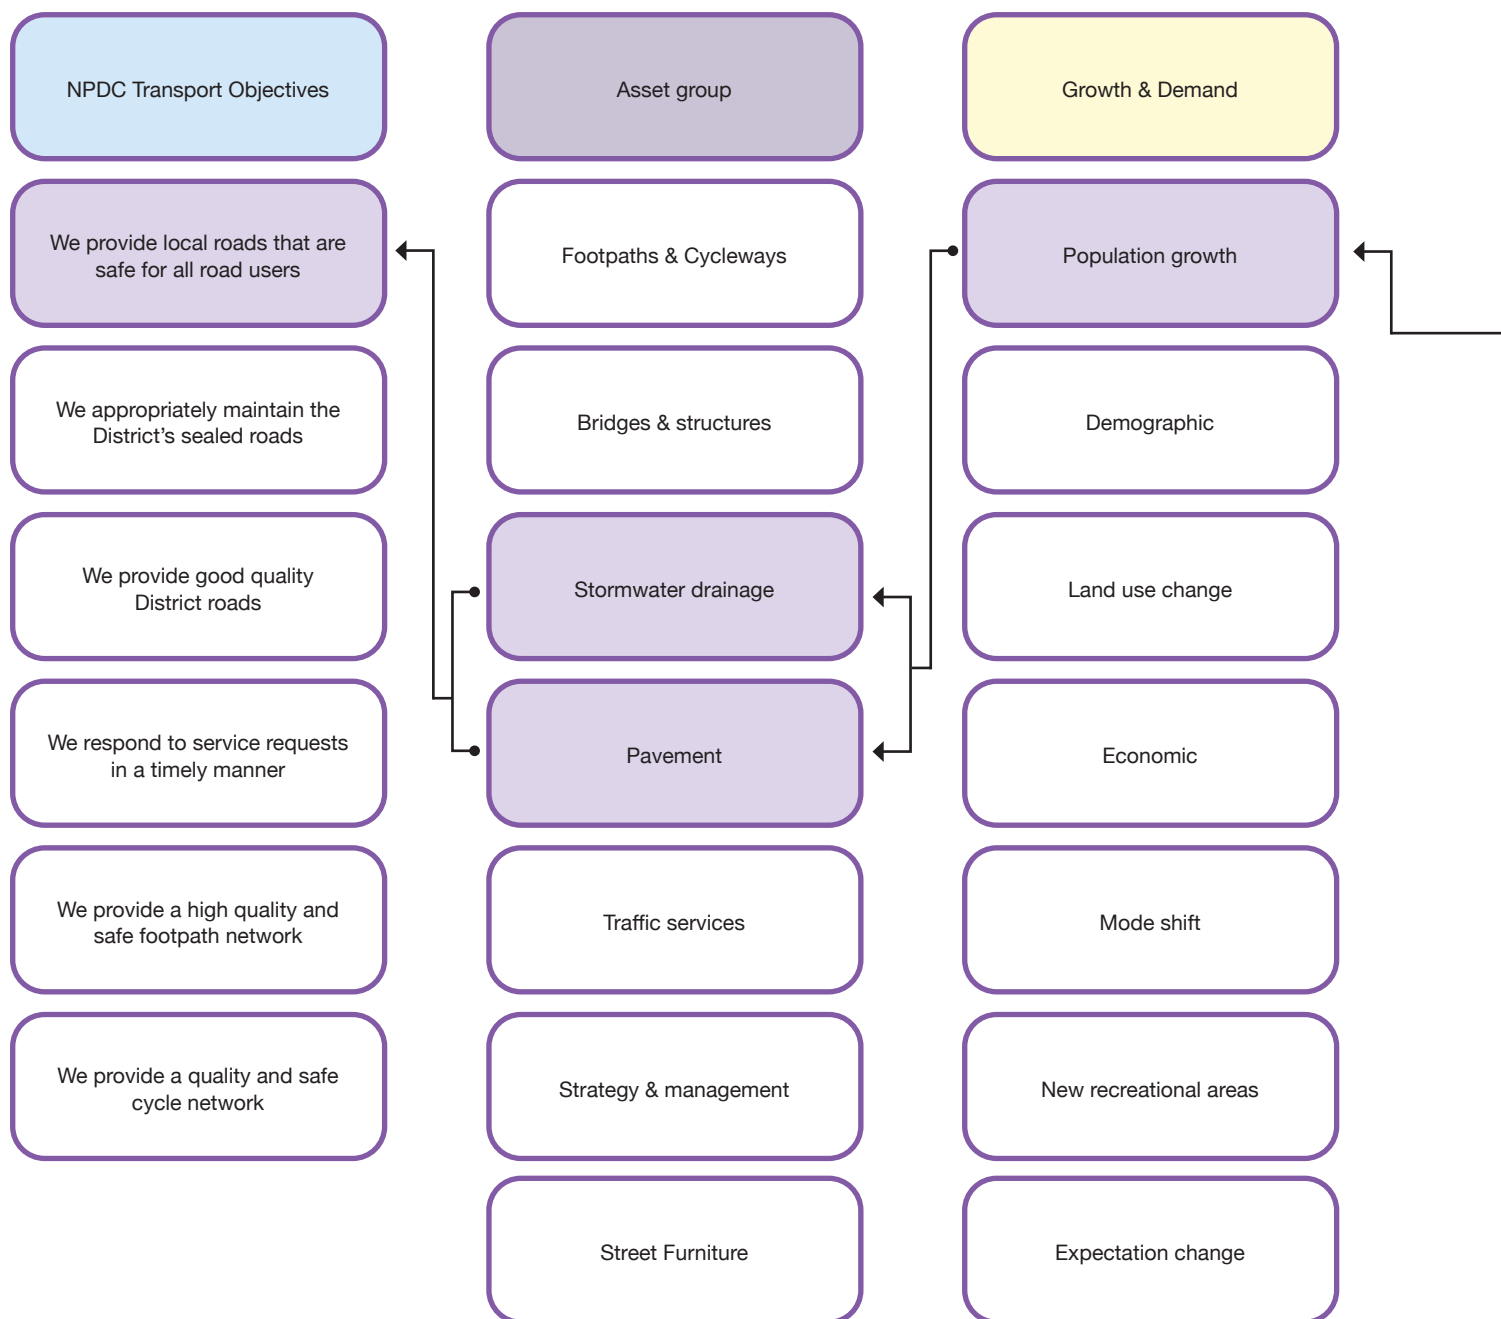 NPDC Transport Objectives
We provide local roads that are
safe for all road users
We appropriately maintain the
District’s sealed roads
We provide good quality
District roads
We respond to service requests
in a timely manner
We provide a high quality and
safe footpath network
We provide a quality and safe
cycle network
Asset group
Footpaths & Cycleways
Bridges & structures
Stormwater drainage
Pavement
Traffic services
Strategy & management
Street Furniture
Growth & Demand
Population growth
Demographic
Land use change
Economic
Mode shift
New recreational areas
Expectation change